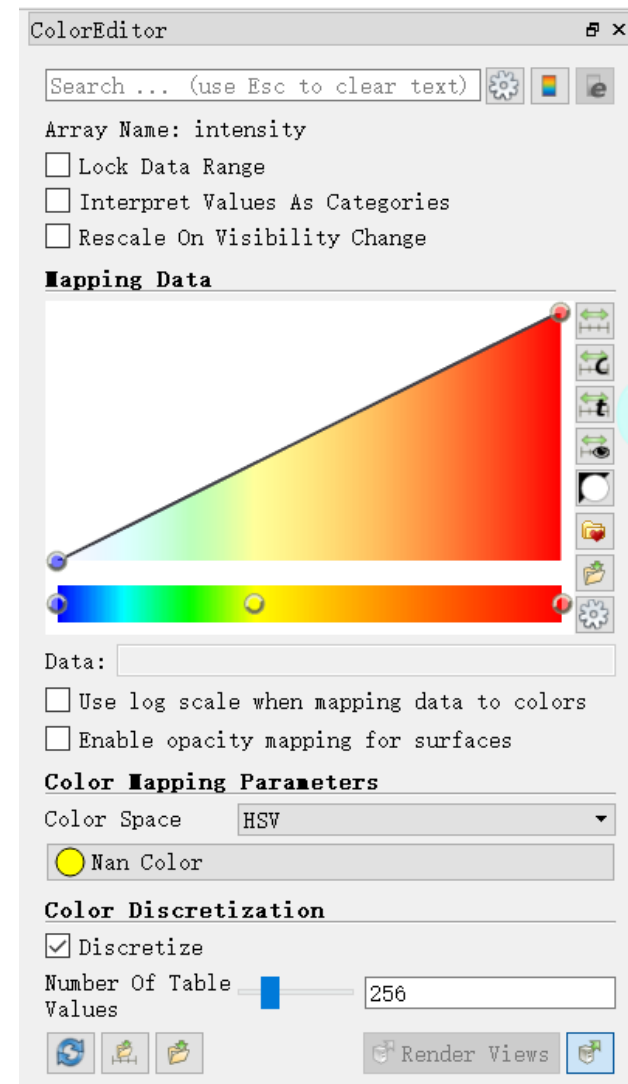 ColorEditor
Search ... (use Esc to clear text)
Array Name: intensity
Lock Data Range
Interpret Values As Categories
Rescale On Visibility Change
Mapping Data
Data:
Use log scale when mapping data to colors
Enable opacity mapping for surfaces
Color Mapping Parameters
Color Space HSV
Nan Color
Color Discretization
Discretize
Number Of Table
Values
256
Render Views